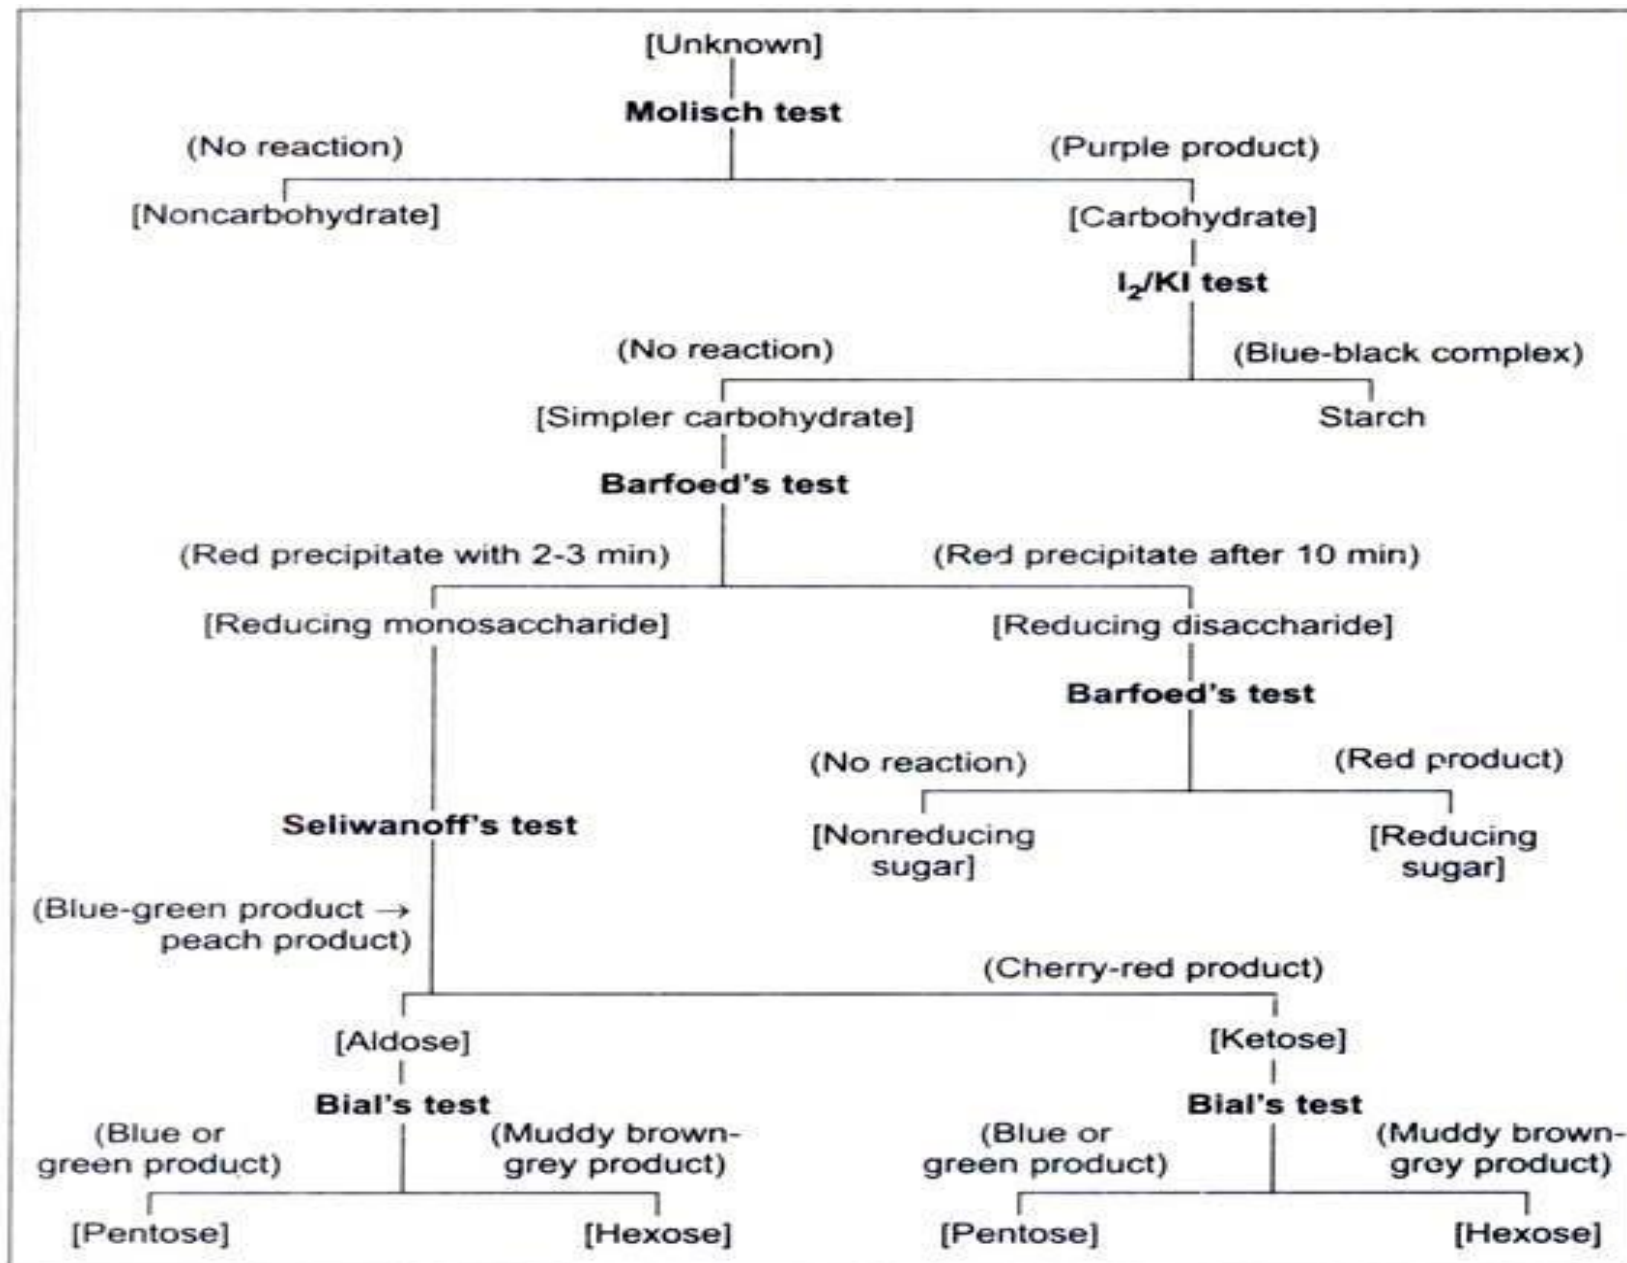 [Unknown]
Molisch test
(No reaction)
(Purple product)
[Noncarbohydrate]
[Carbohydrate]
I₂/KI test
(No reaction)
(Blue-black complex)
[Simpler carbohydrate]
Starch
Barfoed's test
(Red precipitate with 2-3 min)
(Red precipitate after 10 min)
[Reducing monosaccharide]
[Reducing disaccharide]
Barfoed's test
(No reaction)
(Red product)
Seliwanoff's test
[Nonreducing
sugar]
[Reducing
sugar]
(Blue-green product →
peach product)
(Cherry-red product)
[Aldose]
[Ketose]
Bial's test
Bial's test
(Blue or
green product)
(Muddy brown-
grey product)
(Blue or
green product)
(Muddy brown-
grey product)
[Pentose]
[Hexose]
[Pentose]
[Hexose]